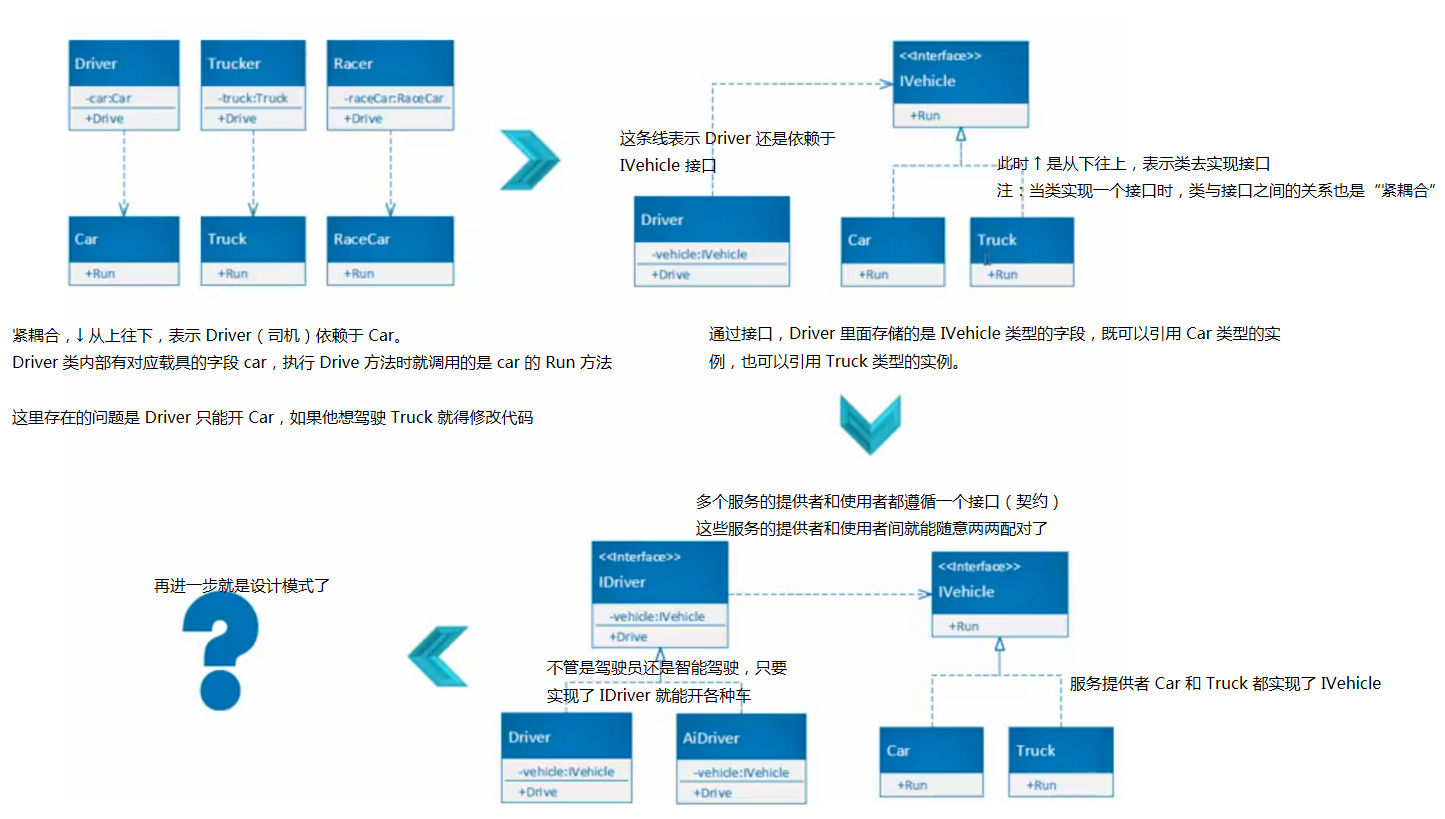 Driver
-car:Car
+Drive
Trucker
-truck:Truck
+Drive
Racer
-raceCar:RaceCar
+Drive
Car
+Run
Truck
+Run
RaceCar
+Run
紧耦合，↓从上往下，表示 Driver（司机）依赖于 Car。
Driver 类内部有对应载具的字段 car，执行 Drive 方法时就调用的是 car 的 Run 方法
这里存在的问题是 Driver 只能开 Car，如果他想驾驶 Truck 就得修改代码
<<Interface>>
IVehicle
+Run
这条线表示 Driver 还是依赖于
IVehicle 接口
此时↑是从下往上，表示类去实现接口
注：当类实现一个接口时，类与接口之间的关系也是“紧耦合”
Driver
-vehicle:IVehicle
+Drive
Car
+Run
Truck
+Run
通过接口，Driver 里面存储的是 IVehicle 类型的字段，既可以引用 Car 类型的实
例，也可以引用 Truck 类型的实例。
多个服务的提供者和使用者都遵循一个接口（契约）
这些服务的提供者和使用者间就能随意两两配对了
<<Interface>>
IDriver
-vehicle:IVehicle
+Drive
<<Interface>>
IVehicle
+Run
不管是驾驶员还是智能驾驶，只要
实现了 IDriver 就能开各种车
服务提供者 Car 和 Truck 都实现了 IVehicle
Driver
-vehicle:IVehicle
+Drive
AiDriver
-vehicle:IVehicle
+Drive
Car
+Run
Truck
+Run
再进一步就是设计模式了
?